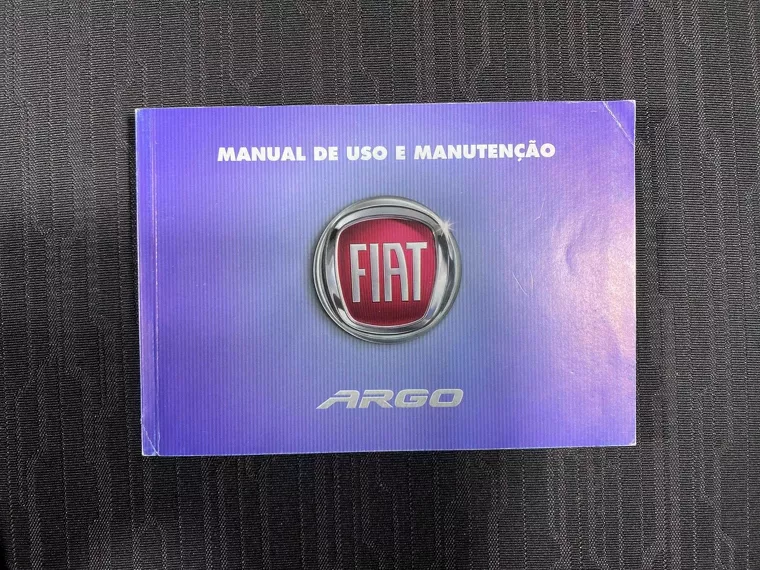 MANUAL DE USO E MANUTENÇÃO
FIAT
ARGO